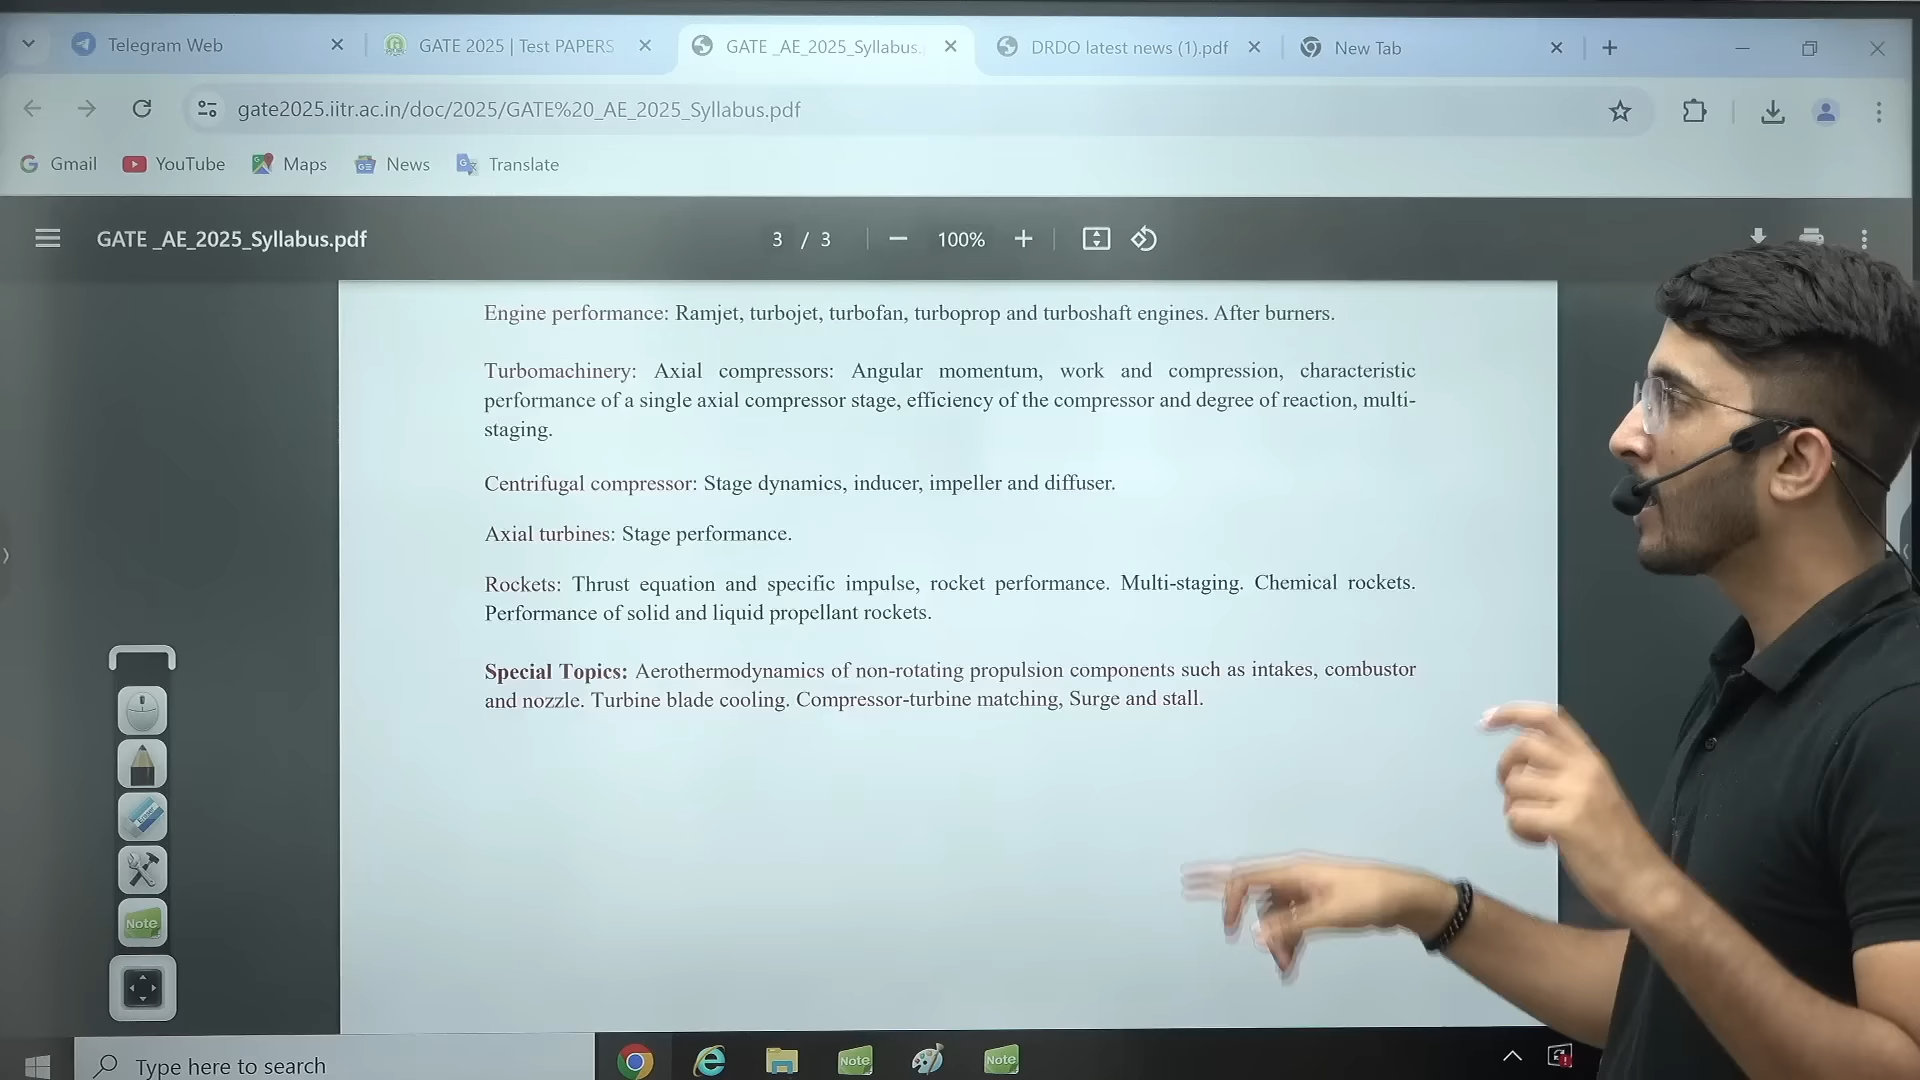 Telegram Web
GATE 2025 | Test PAPERS
GATE _AE_2025_Syllabus.
DRDO latest news (1).pdf
New Tab
gate2025.iitr.ac.in/doc/2025/GATE%20_AE_2025_Syllabus.pdf
Gmail
YouTube
Maps
News
Translate
GATE _AE_2025_Syllabus.pdf
3 / 3
100%
Engine performance: Ramjet, turbojet, turbofan, turboprop and turboshaft engines. After burners.
Turbomachinery: Axial compressors: Angular momentum, work and compression, characteristic
performance of a single axial compressor stage, efficiency of the compressor and degree of reaction, multi-
staging.
Centrifugal compressor: Stage dynamics, inducer, impeller and diffuser.
Axial turbines: Stage performance.
Rockets: Thrust equation and specific impulse, rocket performance. Multi-staging. Chemical rockets.
Performance of solid and liquid propellant rockets.
Special Topics: Aerothermodynamics of non-rotating propulsion components such as intakes, combustor
and nozzle. Turbine blade cooling. Compressor-turbine matching, Surge and stall.
Eraser
Note
Type here to search
Note
Note